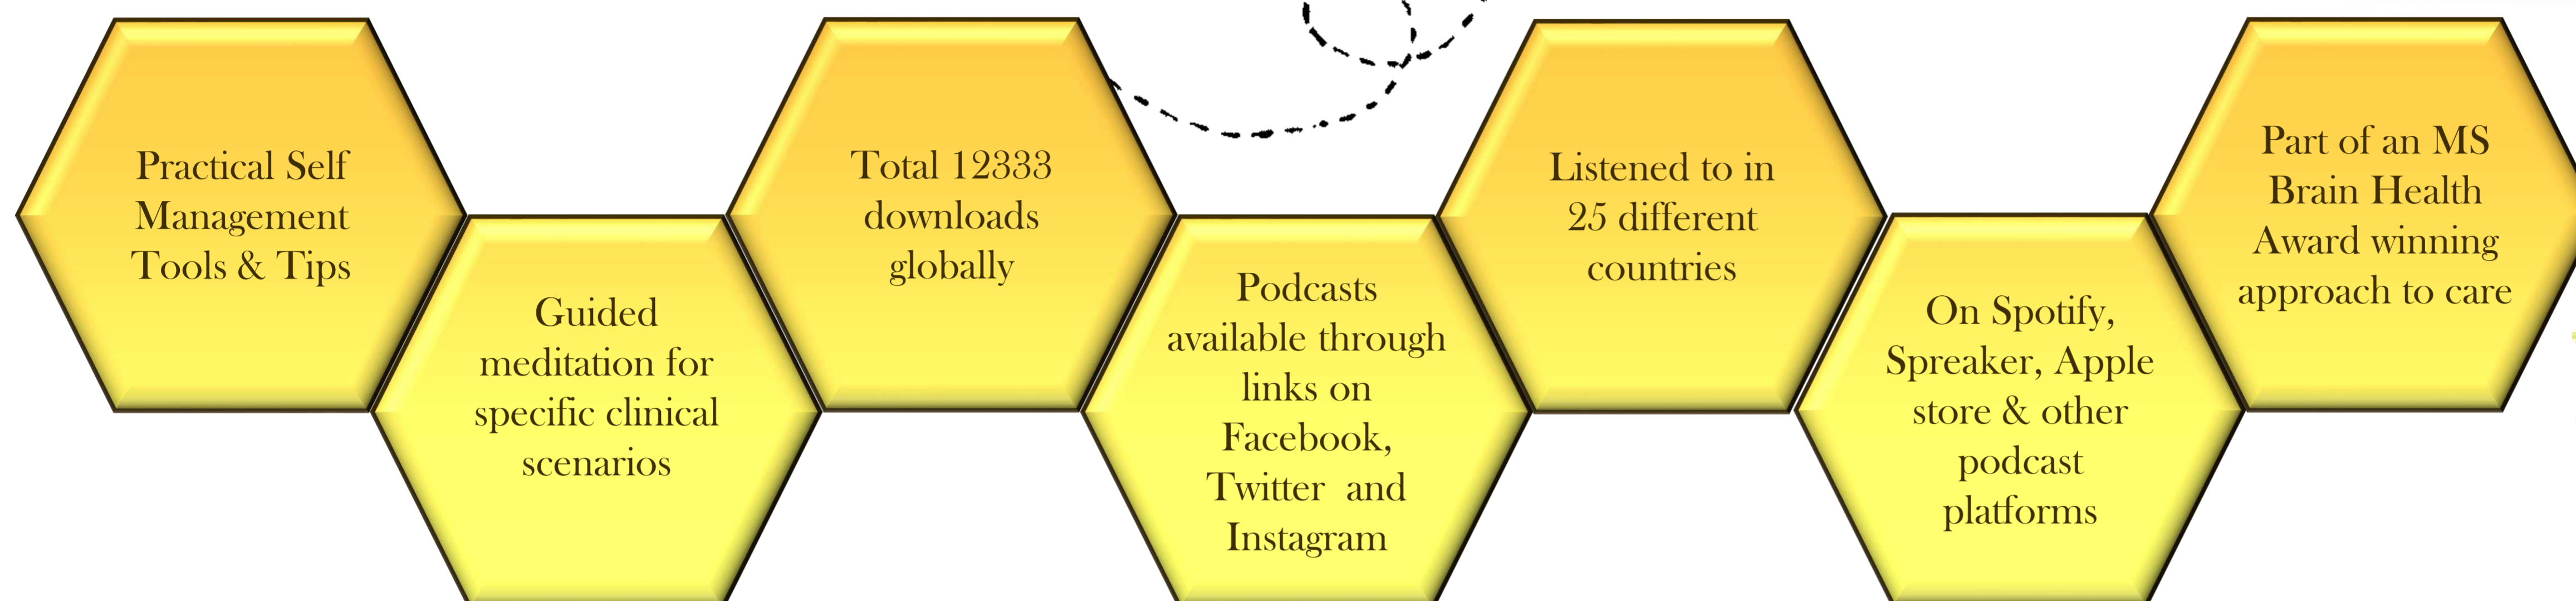 Practical Self
Management
Tools & Tips
Guided
meditation for
specific clinical
scenarios
Total 12333
downloads
globally
Podcasts
available through
links on
Facebook,
Twitter  and
Instagram
Listened to in
25 different
countries
On Spotify,
Spreaker, Apple
store & other
podcast
platforms
Part of an MS
Brain Health
Award winning
approach to care